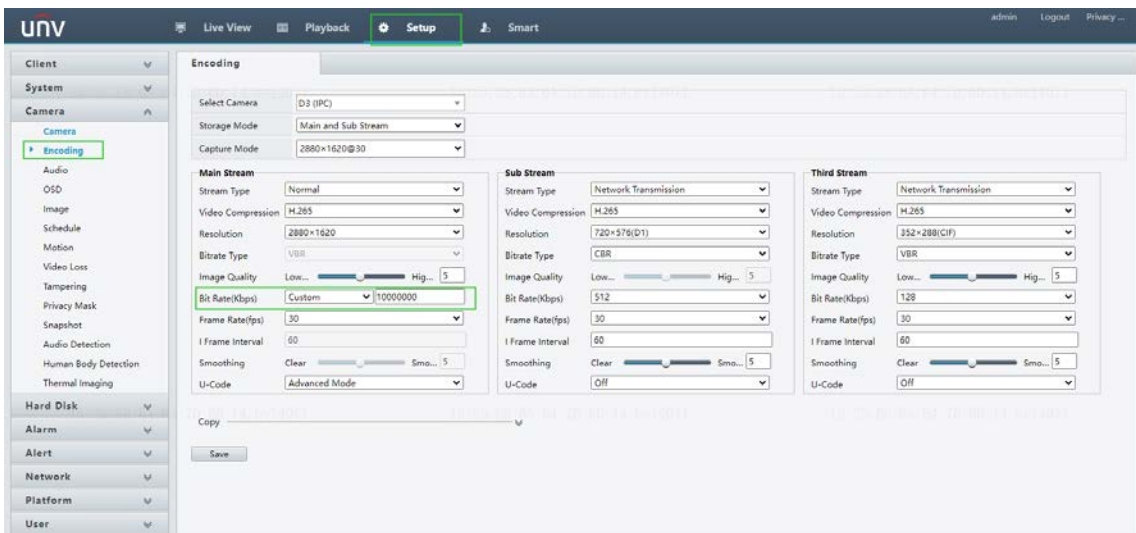 unv
Live View
Playback
Setup
Smart
admin
Logout
Privacy ...
Client
System
Camera
Camera
Encoding
Audio
OSD
Image
Schedule
Motion
Video Loss
Tampering
Privacy Mask
Snapshot
Audio Detection
Human Body Detection
Thermal Imaging
Hard Disk
Alarm
Alert
Network
Platform
User
Encoding
Select Camera D3 (IPC)
Storage Mode Main and Sub Stream
Capture Mode 2880×1620@30
Main Stream
Stream Type Normal
Video Compression H.265
Resolution 2880×1620
Bitrate Type VBR
Image Quality Low... Hig... 5
Bit Rate(Kbps) Custom 10000000
Frame Rate(fps) 30
I Frame Interval 60
Smoothing Clear Smo... 5
U-Code Advanced Mode
Sub Stream
Stream Type Network Transmission
Video Compression H.265
Resolution 720×576(D1)
Bitrate Type CBR
Image Quality Low... Hig... 5
Bit Rate(Kbps) 512
Frame Rate(fps) 30
I Frame Interval 60
Smoothing Clear Smo... 5
U-Code Off
Third Stream
Stream Type Network Transmission
Video Compression H.265
Resolution 352×288(CIF)
Bitrate Type VBR
Image Quality Low... Hig... 5
Bit Rate(Kbps) 128
Frame Rate(fps) 30
I Frame Interval 60
Smoothing Clear Smo... 5
U-Code Off
Copy
Save